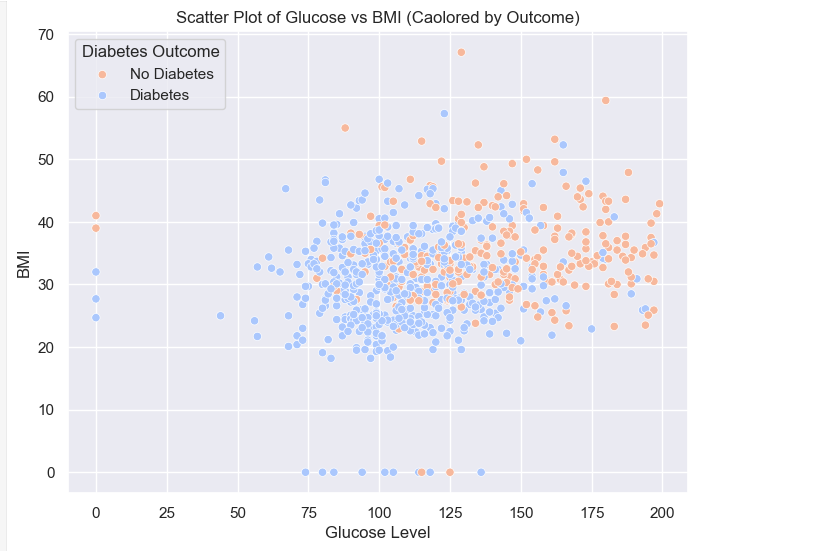 Scatter Plot of Glucose vs BMI (Caolored by Outcome)
Diabetes Outcome
No Diabetes
Diabetes
70
60
50
40
30
20
10
0
BMI
0 25 50 75 100 125 150 175 200
Glucose Level